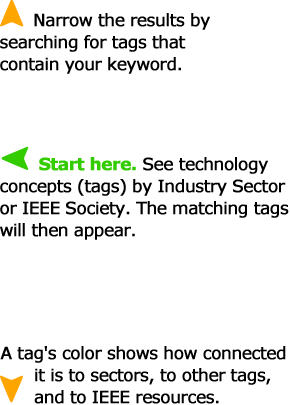 Narrow the results by
searching for tags that
contain your keyword.
Start here. See technology
concepts (tags) by Industry Sector
or IEEE Society. The matching tags
will then appear.
A tag's color shows how connected
it is to sectors, to other tags,
and to IEEE resources.